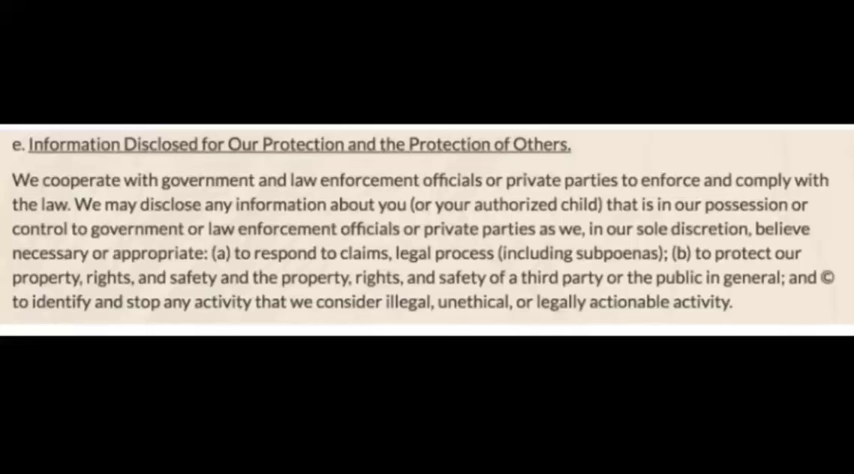 e. Information Disclosed for Our Protection and the Protection of Others.
We cooperate with government and law enforcement officials or private parties to enforce and comply with
the law. We may disclose any information about you (or your authorized child) that is in our possession or
control to government or law enforcement officials or private parties as we, in our sole discretion, believe
necessary or appropriate: (a) to respond to claims, legal process (including subpoenas); (b) to protect our
property, rights, and safety and the property, rights, and safety of a third party or the public in general; and ©
to identify and stop any activity that we consider illegal, unethical, or legally actionable activity.